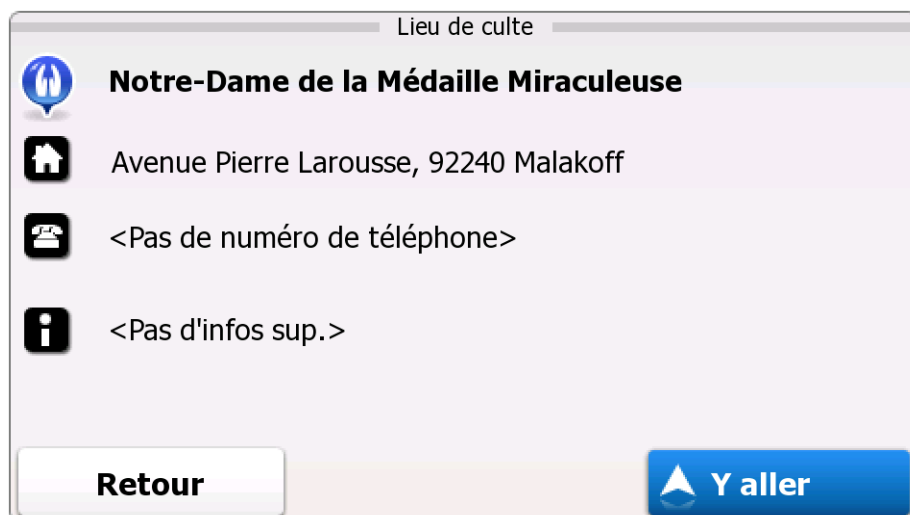 Lieu de culte
Notre-Dame de la Médaille Miraculeuse
Avenue Pierre Larousse, 92240 Malakoff
<Pas de numéro de téléphone>
<Pas d'infos sup.>
Retour
Y aller